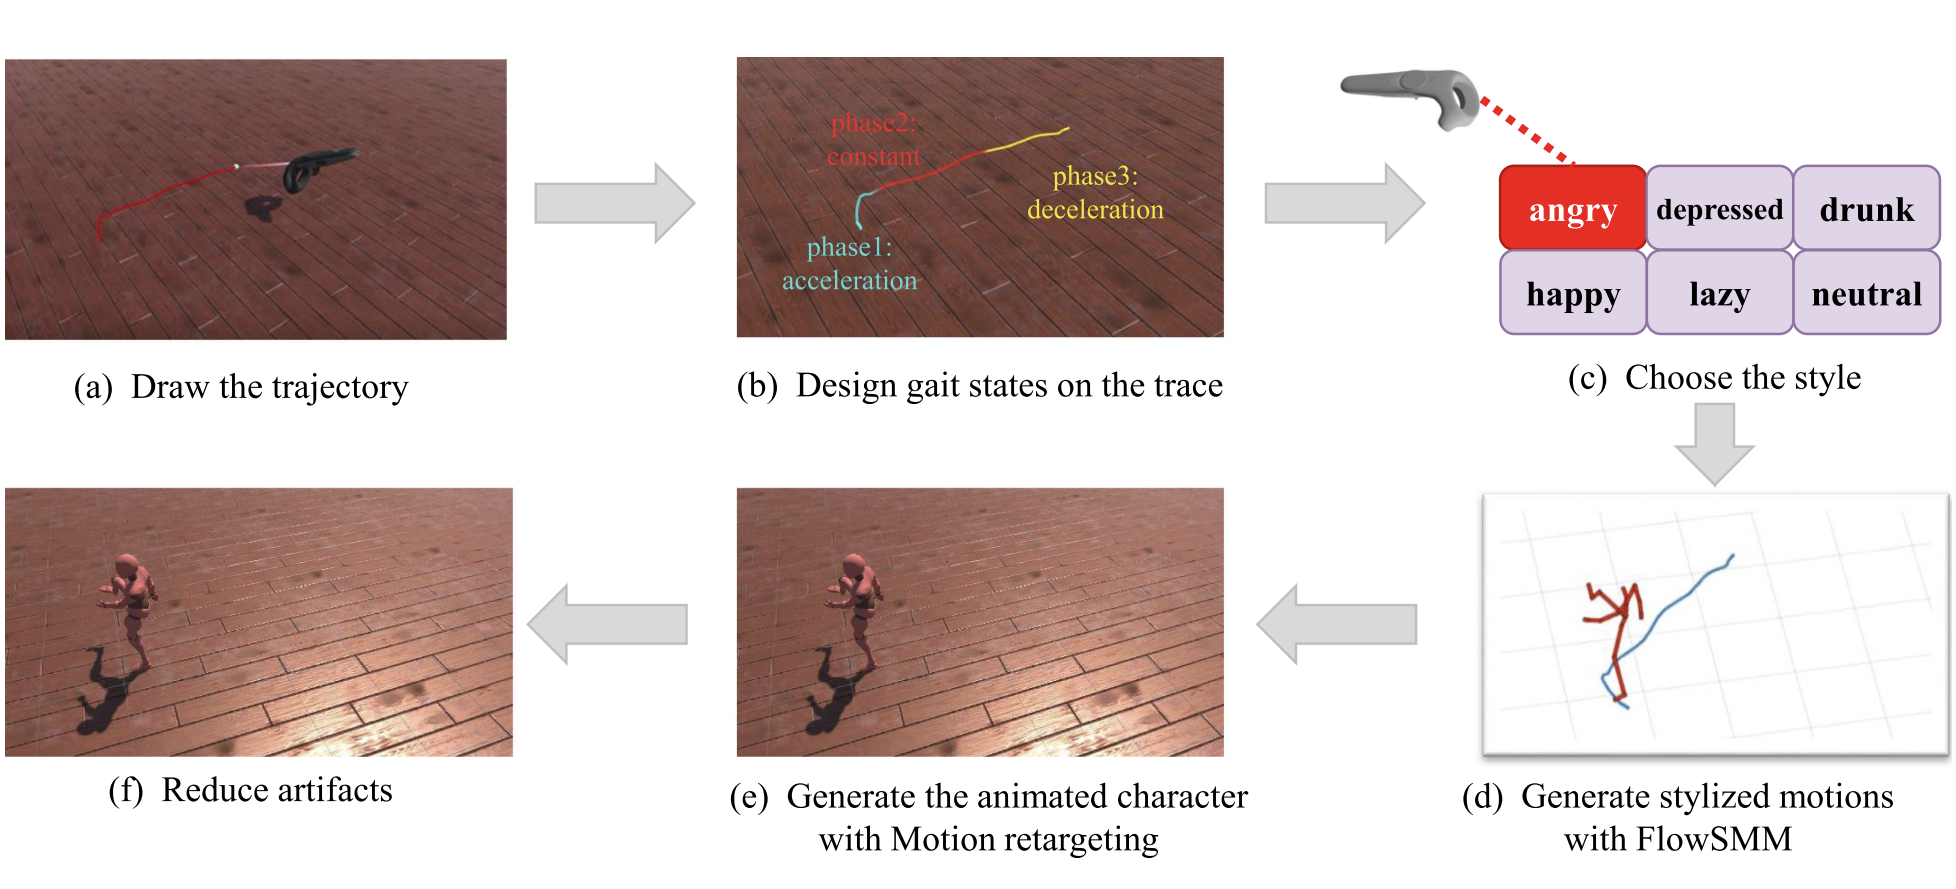 phase2:
constant
phase3:
deceleration
phase1:
acceleration
angry
depressed
drunk
happy
lazy
neutral
(a) Draw the trajectory
(b) Design gait states on the trace
(c) Choose the style
(f) Reduce artifacts
(e) Generate the animated character
with Motion retargeting
(d) Generate stylized motions
with FlowSMM